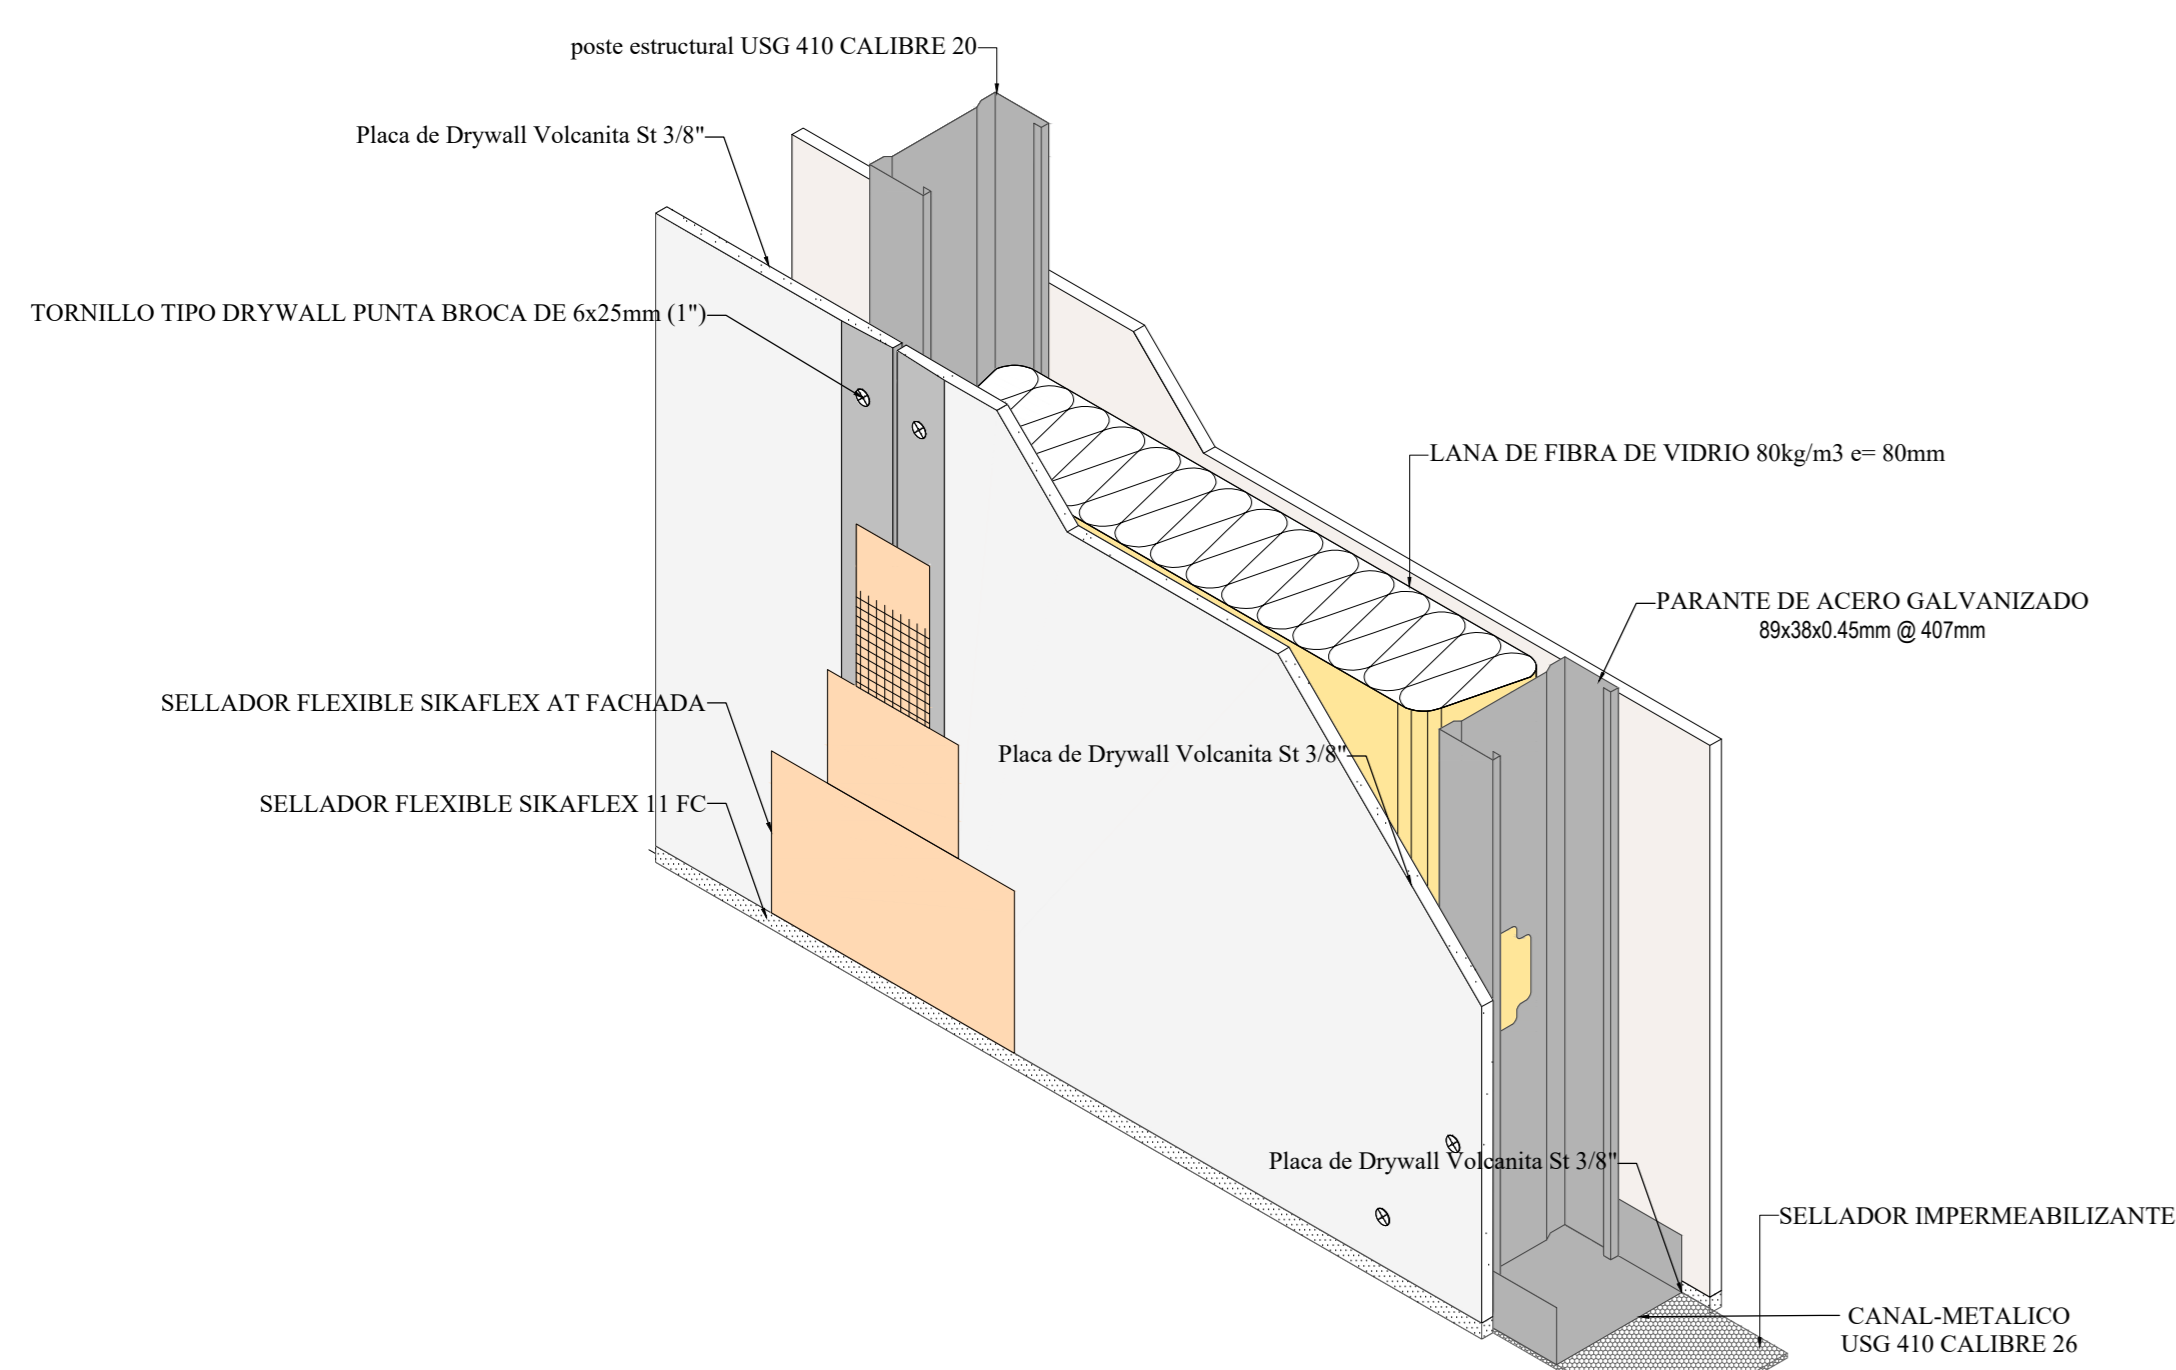 poste estructural USG 410 CALIBRE 20
Placa de Drywall Volcanita St 3/8"
TORNILLO TIPO DRYWALL PUNTA BROCA DE 6x25mm (1")
LANA DE FIBRA DE VIDRIO 80kg/m3 e= 80mm
PARANTE DE ACERO GALVANIZADO
89x38x0.45mm @ 407mm
SELLADOR FLEXIBLE SIKAFLEX AT FACHADA
Placa de Drywall Volcanita St 3/8"
SELLADOR FLEXIBLE SIKAFLEX 11 FC
Placa de Drywall Volcanita St 3/8"
SELLADOR IMPERMEABILIZANTE
CANAL-METALICO
USG 410 CALIBRE 26